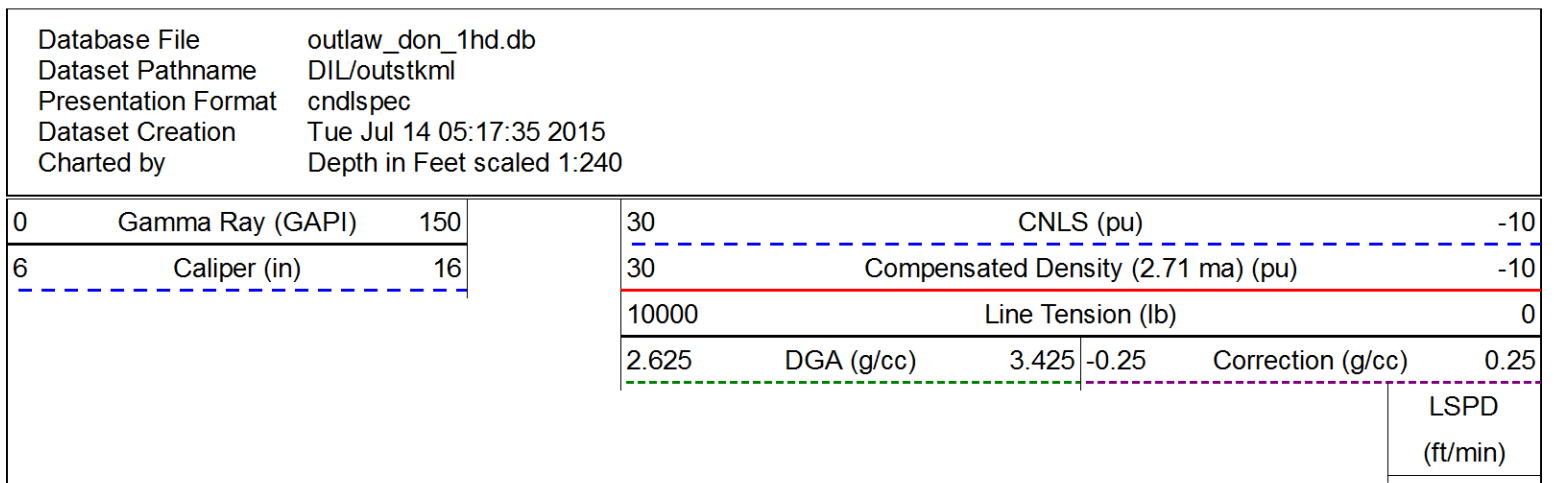 Database File outlaw_don_1hd.db
Dataset Pathname DIL/outstkml
Presentation Format cndlspec
Dataset Creation Tue Jul 14 05:17:35 2015
Charted by Depth in Feet scaled 1:240
0 Gamma Ray (GAPI) 150 30 CNLS (pu) -10
6 Caliper (in) 16 30 Compensated Density (2.71 ma) (pu) -10
10000 Line Tension (lb) 0
2.625 DGA (g/cc) 3.425 -0.25 Correction (g/cc) 0.25
LSPD
(ft/min)